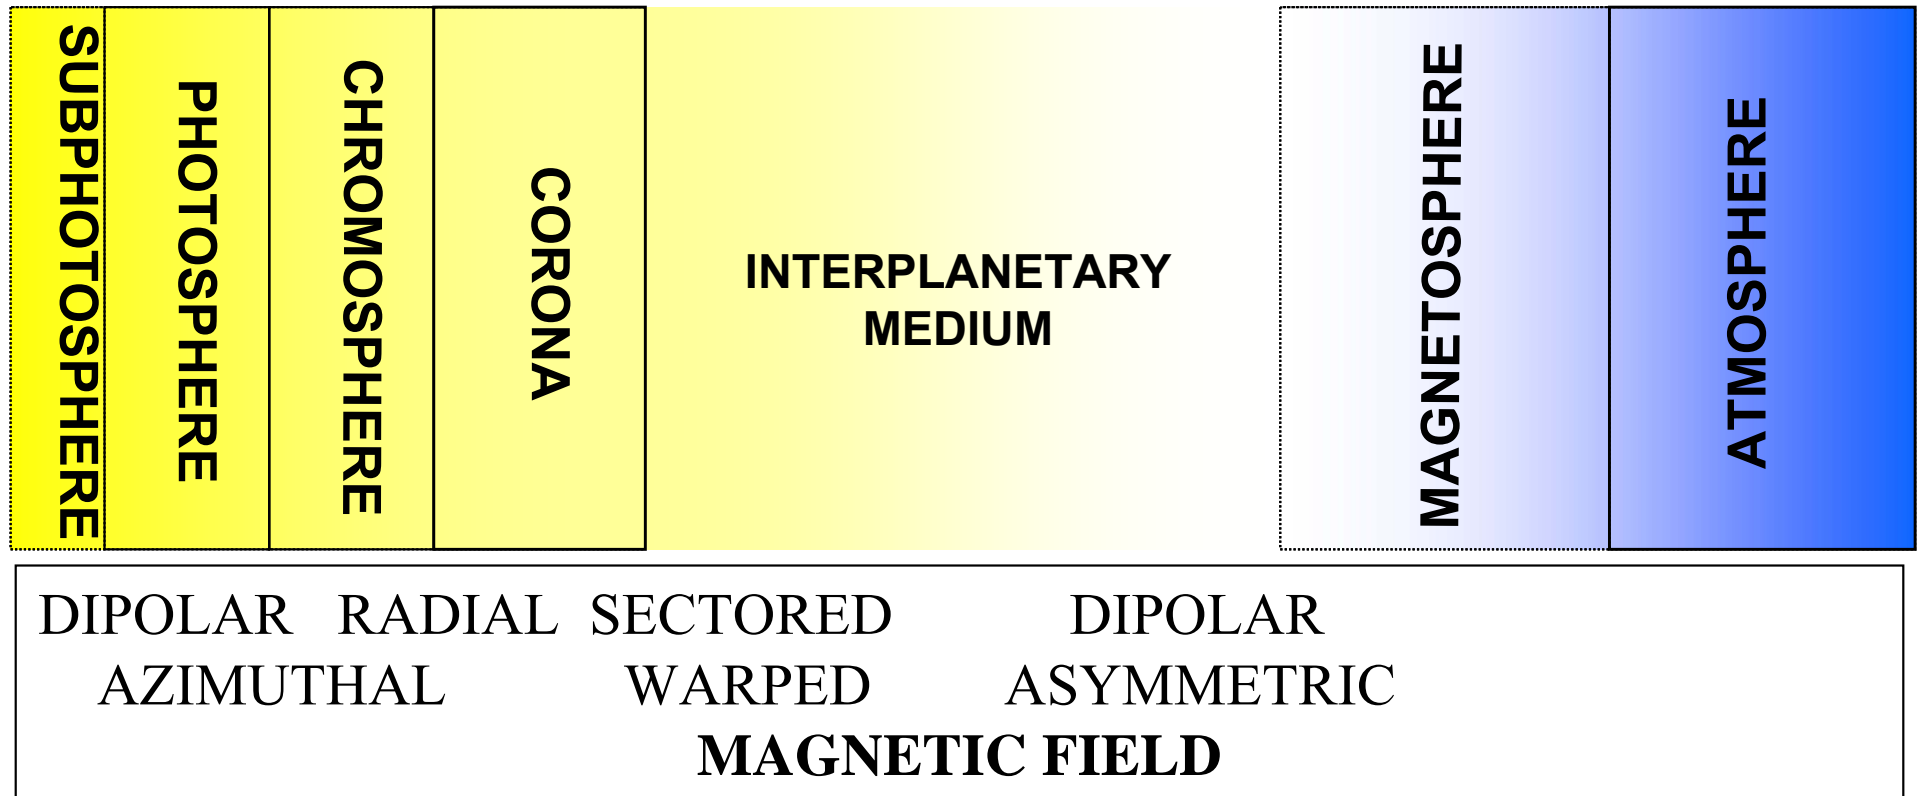 SUBPHOTOSPHERE
PHOTOSPHERE
CHROMOSPHERE
CORONA
INTERPLANETARY
MEDIUM
MAGNETOSPHERE
ATMOSPHERE
DIPOLAR RADIAL SECTORED DIPOLAR
AZIMUTHAL WARPED ASYMMETRIC
MAGNETIC FIELD